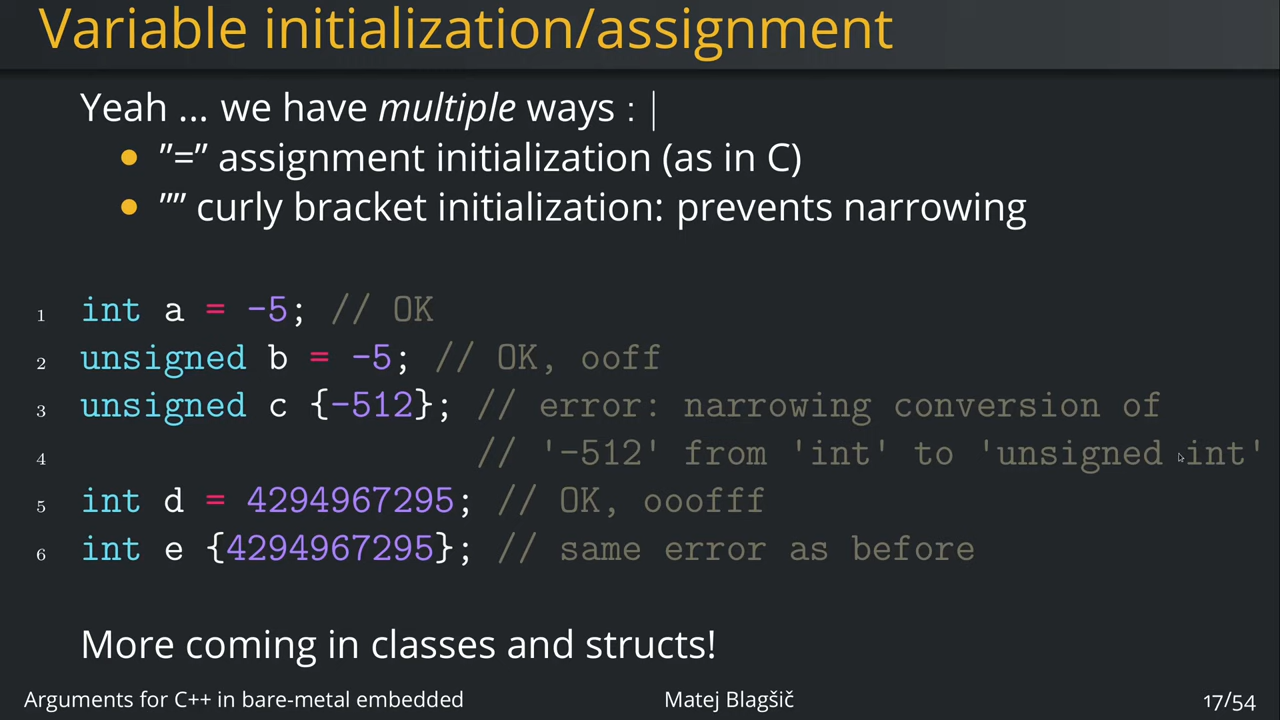 Variable initialization/assignment
Yeah ... we have multiple ways : |
”=” assignment initialization (as in C)
”” curly bracket initialization: prevents narrowing
1 int a = -5; // OK
2 unsigned b = -5; // OK, ooff
3 unsigned c {-512}; // error: narrowing conversion of
4 // '-512' from 'int' to 'unsigned int'
5 int d = 4294967295; // OK, ooofff
6 int e {4294967295}; // same error as before
More coming in classes and structs!
Arguments for C++ in bare-metal embedded Matej Blagšič 17/54